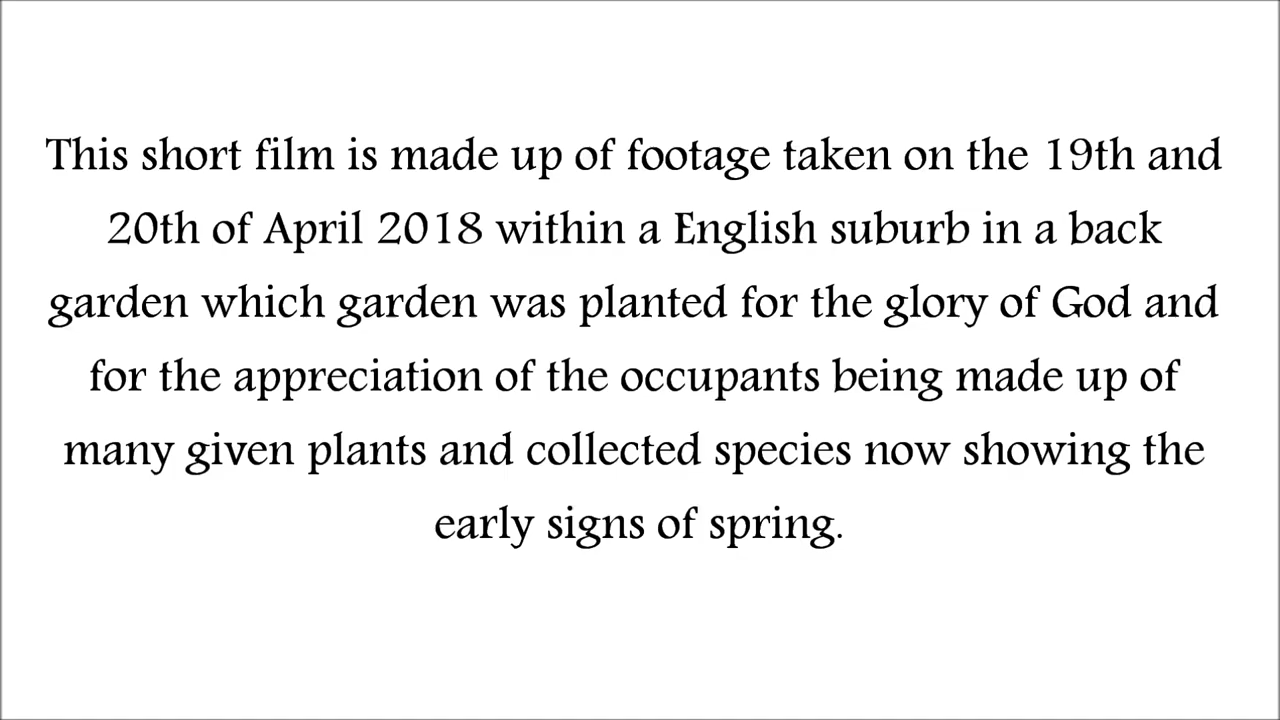 This short film is made up of footage taken on the 19th and
20th of April 2018 within a English suburb in a back
garden which garden was planted for the glory of God and
for the appreciation of the occupants being made up of
many given plants and collected species now showing the
early signs of spring.